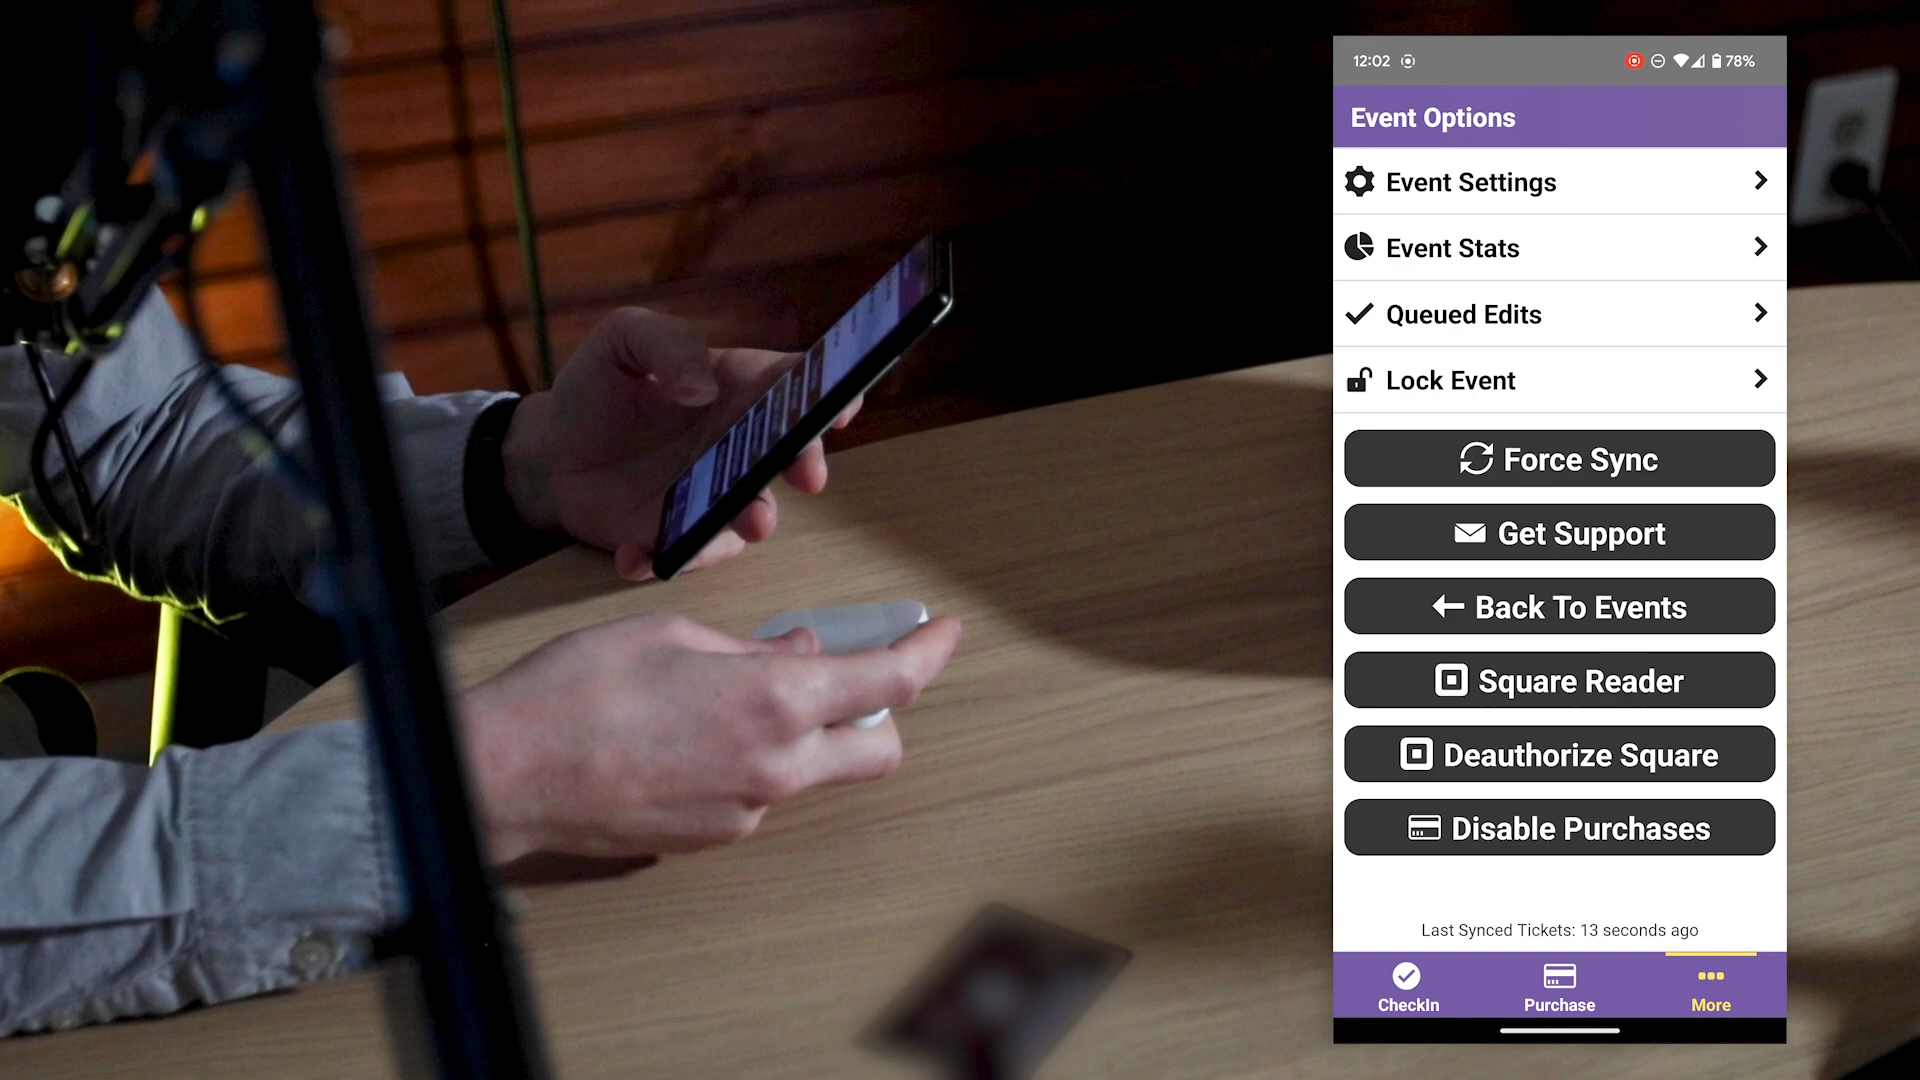 12:02 78%
Event Options
Event Settings
Event Stats
Queued Edits
Lock Event
Force Sync
Get Support
Back To Events
Square Reader
Deauthorize Square
Disable Purchases
Last Synced Tickets: 13 seconds ago
CheckIn Purchase More